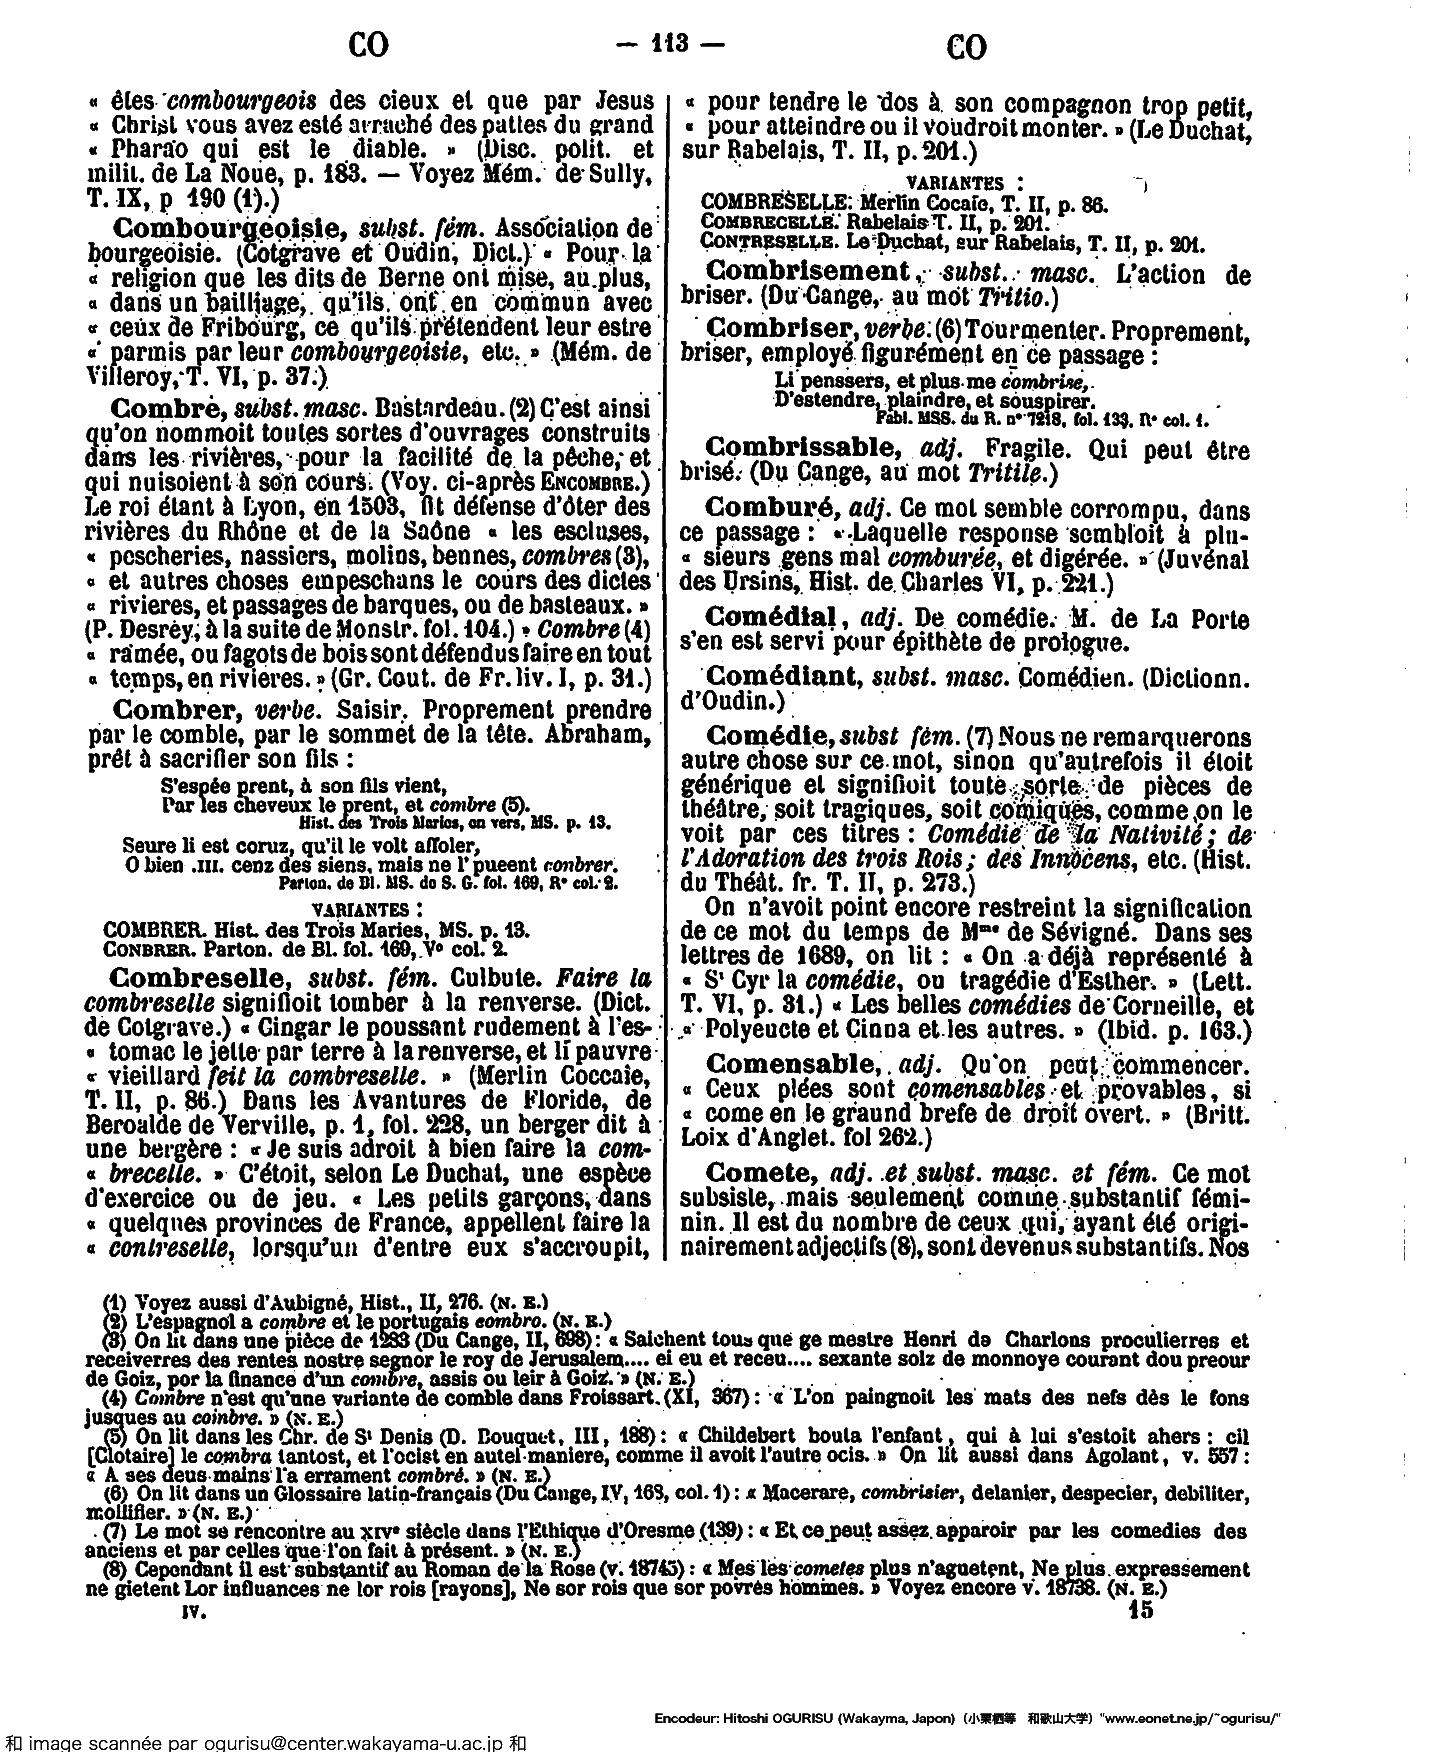 CO — 113 — CO
« êtes combourgeois des cieux et que par Jesus
« Christ vous avez esté arraché des pattes du grand
« Pharao qui est le diable. » (Disc. polit. et
milit. de La Noue, p. 183. — Voyez Mém. de Sully,
T. IX, p 190 (1).)
Combourgeoisie, subst. fém. Association de
bourgeoisie. (Cotgrave et Oudin, Dict.) « Pour la
« religion que les dits de Berne ont mise, au plus,
« dans un bailliage, qu'ils ont en commun avec
« ceux de Fribourg, ce qu'ils prétendent leur estre
« parmis par leur combourgeoisie, etc. » (Mém. de
Villeroy, T. VI, p. 37.)
Combre, subst. masc. Bastardeau. (2) C'est ainsi
qu'on nommoit toutes sortes d'ouvrages construits
dans les rivières, pour la facilité de la pêche, et
qui nuisoient à son cours. (Voy. ci-après ENCOMBRE.)
Le roi étant à Lyon, en 1503, fit défense d'ôter des
rivières du Rhône et de la Saône « les escluses,
« pescheries, nassiers, molins, bennes, combres (3),
« et autres choses empeschans le cours des dictes
« rivieres, et passages de barques, ou de basteaux. »
(P. Desrey, à la suite de Monstr. fol. 104.) » Combre (4)
« ramée, ou fagots de bois sont défendus faire en tout
« temps, en rivieres. » (Gr. Cout. de Fr. liv. I, p. 31.)
Combrer, verbe. Saisir. Proprement prendre
par le comble, par le sommet de la tête. Abraham,
prêt à sacrifier son fils :
S'espée prent, à son fils vient,
Par les cheveux le prent, et combre (5).
Hist. des Trois Maries, en vers, MS. p. 13.
Seure li est coruz, qu'il le volt affoler,
O bien .III. cenz des siens, mais ne l'pueent conbrer.
Parton. de Bl. MS. de S. G. fol. 169, R° col. 2.
VARIANTES :
COMBRER. Hist. des Trois Maries, MS. p. 13.
CONBRER. Parton. de Bl. fol. 169, V° col. 2.
Combreselle, subst. fém. Culbute. Faire la
combreselle signifioit tomber à la renverse. (Dict.
de Cotgrave.) « Cingar le poussant rudement à l'es-
« tomac le jette par terre à la renverse, et li pauvre
« vieillard feit la combreselle. » (Merlin Coccaie,
T. II, p. 86.) Dans les Avantures de Floride, de
Beroalde de Verville, p. 1, fol. 228, un berger dit à
une bergère : « Je suis adroit à bien faire la com-
« brecelle. » C'étoit, selon Le Duchat, une espèce
d'exercice ou de jeu. « Les petits garçons, dans
« quelques provinces de France, appellent faire la
« contreselle, lorsqu'un d'entre eux s'accroupit,
« pour tendre le dos à son compagnon trop petit,
« pour atteindre ou il voudroit monter. » (Le Duchat,
sur Rabelais, T. II, p. 201.)
VARIANTES :
COMBRESELLE. Merlin Cocaie, T. II, p. 86.
COMBRECELLE. Rabelais T. II, p. 201.
CONTRESELLE. Le Duchat, sur Rabelais, T. II, p. 201.
Combrisement, subst. masc. L'action de
briser. (Du Cange, au mot Tritio.)
Combriser, verbe. (6) Tourmenter. Proprement,
briser, employé figurément en ce passage :
Li penssers, et plus me combrise,
D'estendre, plaindre, et souspirer.
Fabl. MSS. du R. n° 7218, fol. 133, R° col. 1.
Combrissable, adj. Fragile. Qui peut être
brisé. (Du Cange, au mot Tritile.)
Comburé, adj. Ce mot semble corrompu, dans
ce passage : « Laquelle response sembloit à plu-
« sieurs gens mal comburée, et digérée. » (Juvénal
des Ursins, Hist. de Charles VI, p. 221.)
Comédial, adj. De comédie. M. de La Porte
s'en est servi pour épithète de prologue.
Comédiant, subst. masc. Comédien. (Dictionn.
d'Oudin.)
Comédie, subst fém. (7) Nous ne remarquerons
autre chose sur ce mot, sinon qu'autrefois il étoit
générique et signifioit toute sorte de pièces de
théâtre, soit tragiques, soit comiques, comme on le
voit par ces titres : Comédie de la Nativité ; de
l'Adoration des trois Rois ; des Innocens, etc. (Hist.
du Théât. fr. T. II, p. 273.)
On n'avoit point encore restreint la signification
de ce mot du temps de Mme de Sévigné. Dans ses
lettres de 1689, on lit : « On a déjà représenté à
« St Cyr la comédie, ou tragédie d'Esther. » (Lett.
T. VI, p. 31.) « Les belles comédies de Corneille, et
« Polyeucte et Cinna et les autres. » (Ibid. p. 163.)
Comensable, adj. Qu'on peut commencer.
« Ceux plées sont comensables et provables, si
« come en le graund brefe de droit overt. » (Britt.
Loix d'Anglet. fol 262.)
Comete, adj. et subst. masc. et fém. Ce mot
subsiste, mais seulement comme substantif fémi-
nin. Il est du nombre de ceux qui, ayant été origi-
nairement adjectifs (8), sont devenus substantifs. Nos
(1) Voyez aussi d'Aubigné, Hist., II, 276. (N. E.)
(2) L'espagnol a combre et le portugais combro. (N. E.)
(3) On lit dans une pièce de 1283 (Du Cange, II, 698) : « Saichent tous que ge mestre Henri de Charlons proculierres et
receiverres des rentes nostre segnor le roy de Jerusalem.... ei eu et receu.... sexante solz de monnoye courant dou preour
de Goiz, por la finance d'un combre, assis ou leir à Goiz. » (N. E.)
(4) Combre n'est qu'une variante de comble dans Froissart. (XI, 367) : « L'on paingnoit les mats des nefs dès le fons
jusques au coinbre. » (N. E.)
(5) On lit dans les Chr. de St Denis (D. Bouquet, III, 188) : « Childebert bouta l'enfant, qui à lui s'estoit ahers : cil
[Clotaire] le combra tantost, et l'ocist en autel maniere, comme il avoit l'autre ocis. » On lit aussi dans Agolant, v. 557 :
« A ses deus mains l'a errament combré. » (N. E.)
(6) On lit dans un Glossaire latin-français (Du Cange, IV, 163, col. 1) : « Macerare, combrisier, delanier, despecier, debiliter,
mollifier. » (N. E.)
(7) Le mot se rencontre au XIVe siècle dans l'Ethique d'Oresme (139) : « Et ce peut assez apparoir par les comedies des
anciens et par celles que l'on fait à présent. » (N. E.)
(8) Cependant il est substantif au Roman de la Rose (v. 18745) : « Mes les cometes plus n'aguetent, Ne plus expressement
ne gietent Lor influances ne lor rois [rayons], Ne sor rois que sor povres hommes. » Voyez encore v. 18738. (N. E.)
IV. 15
Encodeur: Hitoshi OGURISU (Wakayma, Japon) (小栗栖等 和歌山大学) "www.eonet.ne.jp/~ogurisu/"
和 image scannée par ogurisu@center.wakayama-u.ac.jp 和